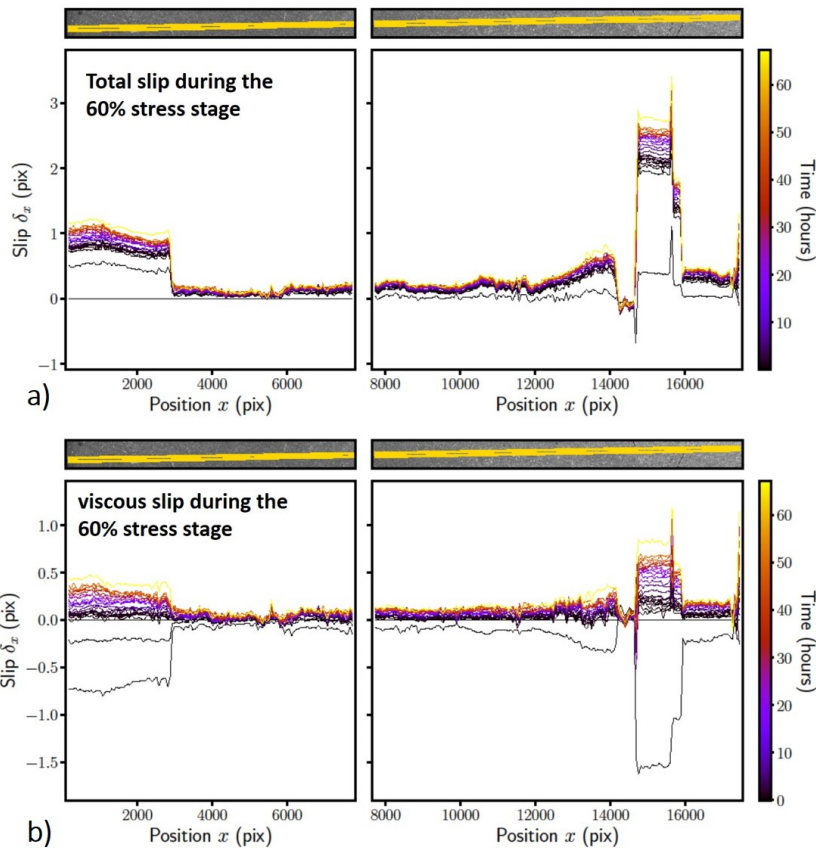 Total slip during the
60% stress stage
3
2
1
0
−1
Slip δₓ (pix)
2000
4000
6000
Position x (pix)
8000
10000
12000
14000
16000
Position x (pix)
60
50
40
30
20
10
Time (hours)
a)
viscous slip during the
60% stress stage
1.0
0.5
0.0
−0.5
−1.0
−1.5
Slip δₓ (pix)
2000
4000
6000
Position x (pix)
8000
10000
12000
14000
16000
Position x (pix)
60
50
40
30
20
10
0
Time (hours)
b)